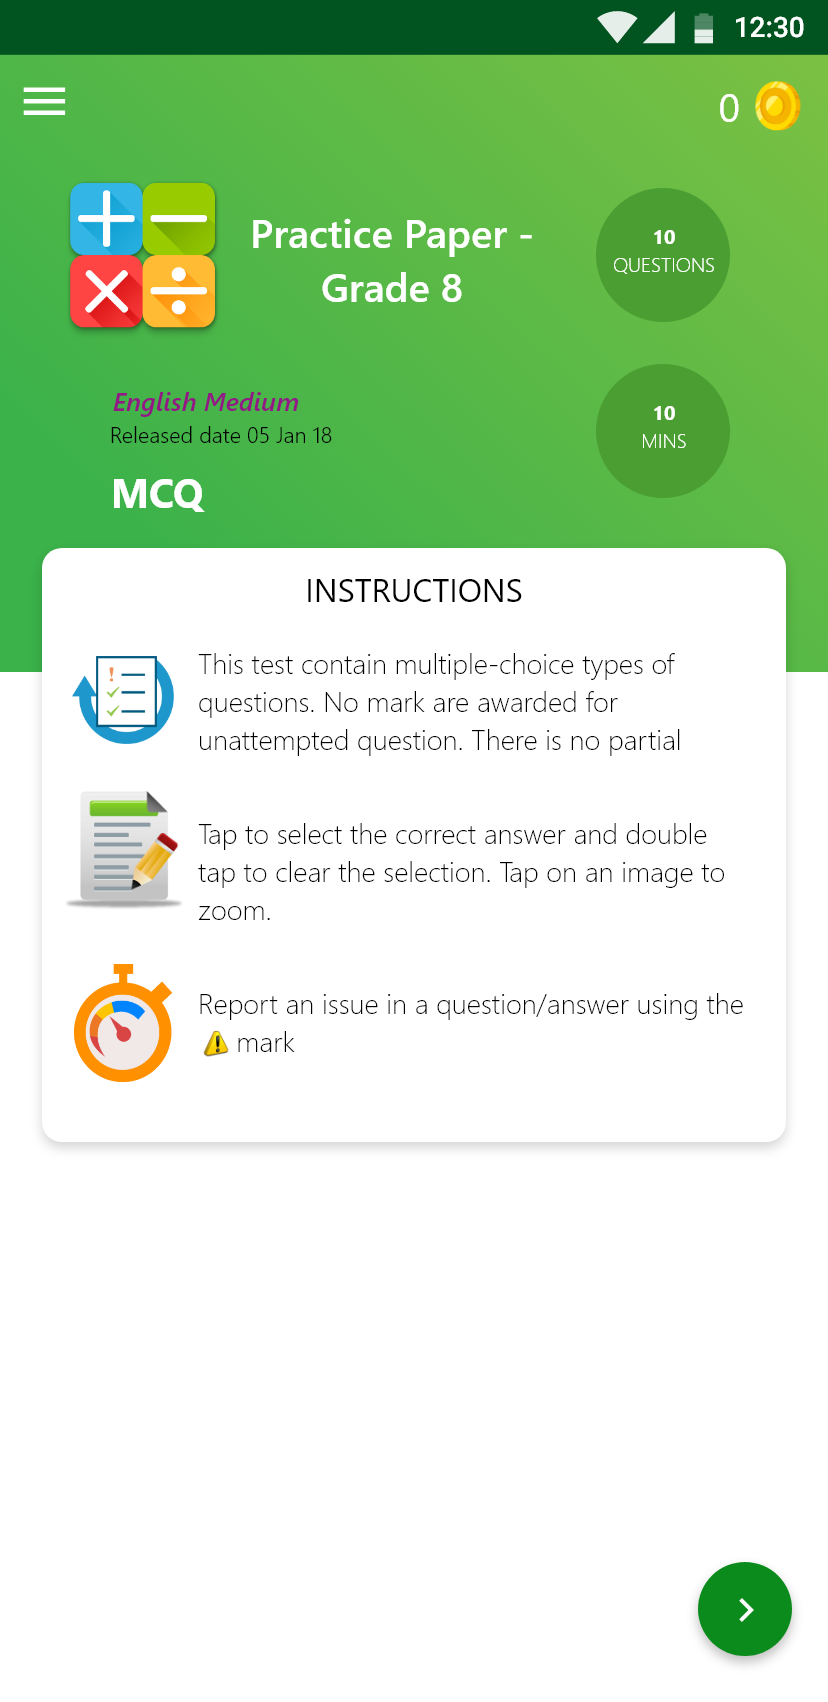 12:30
0
Practice Paper -
Grade 8
10
QUESTIONS
English Medium
Released date 05 Jan 18
10
MINS
MCQ
INSTRUCTIONS
This test contain multiple-choice types of
questions. No mark are awarded for
unattempted question. There is no partial
Tap to select the correct answer and double
tap to clear the selection. Tap on an image to
zoom.
Report an issue in a question/answer using the
mark